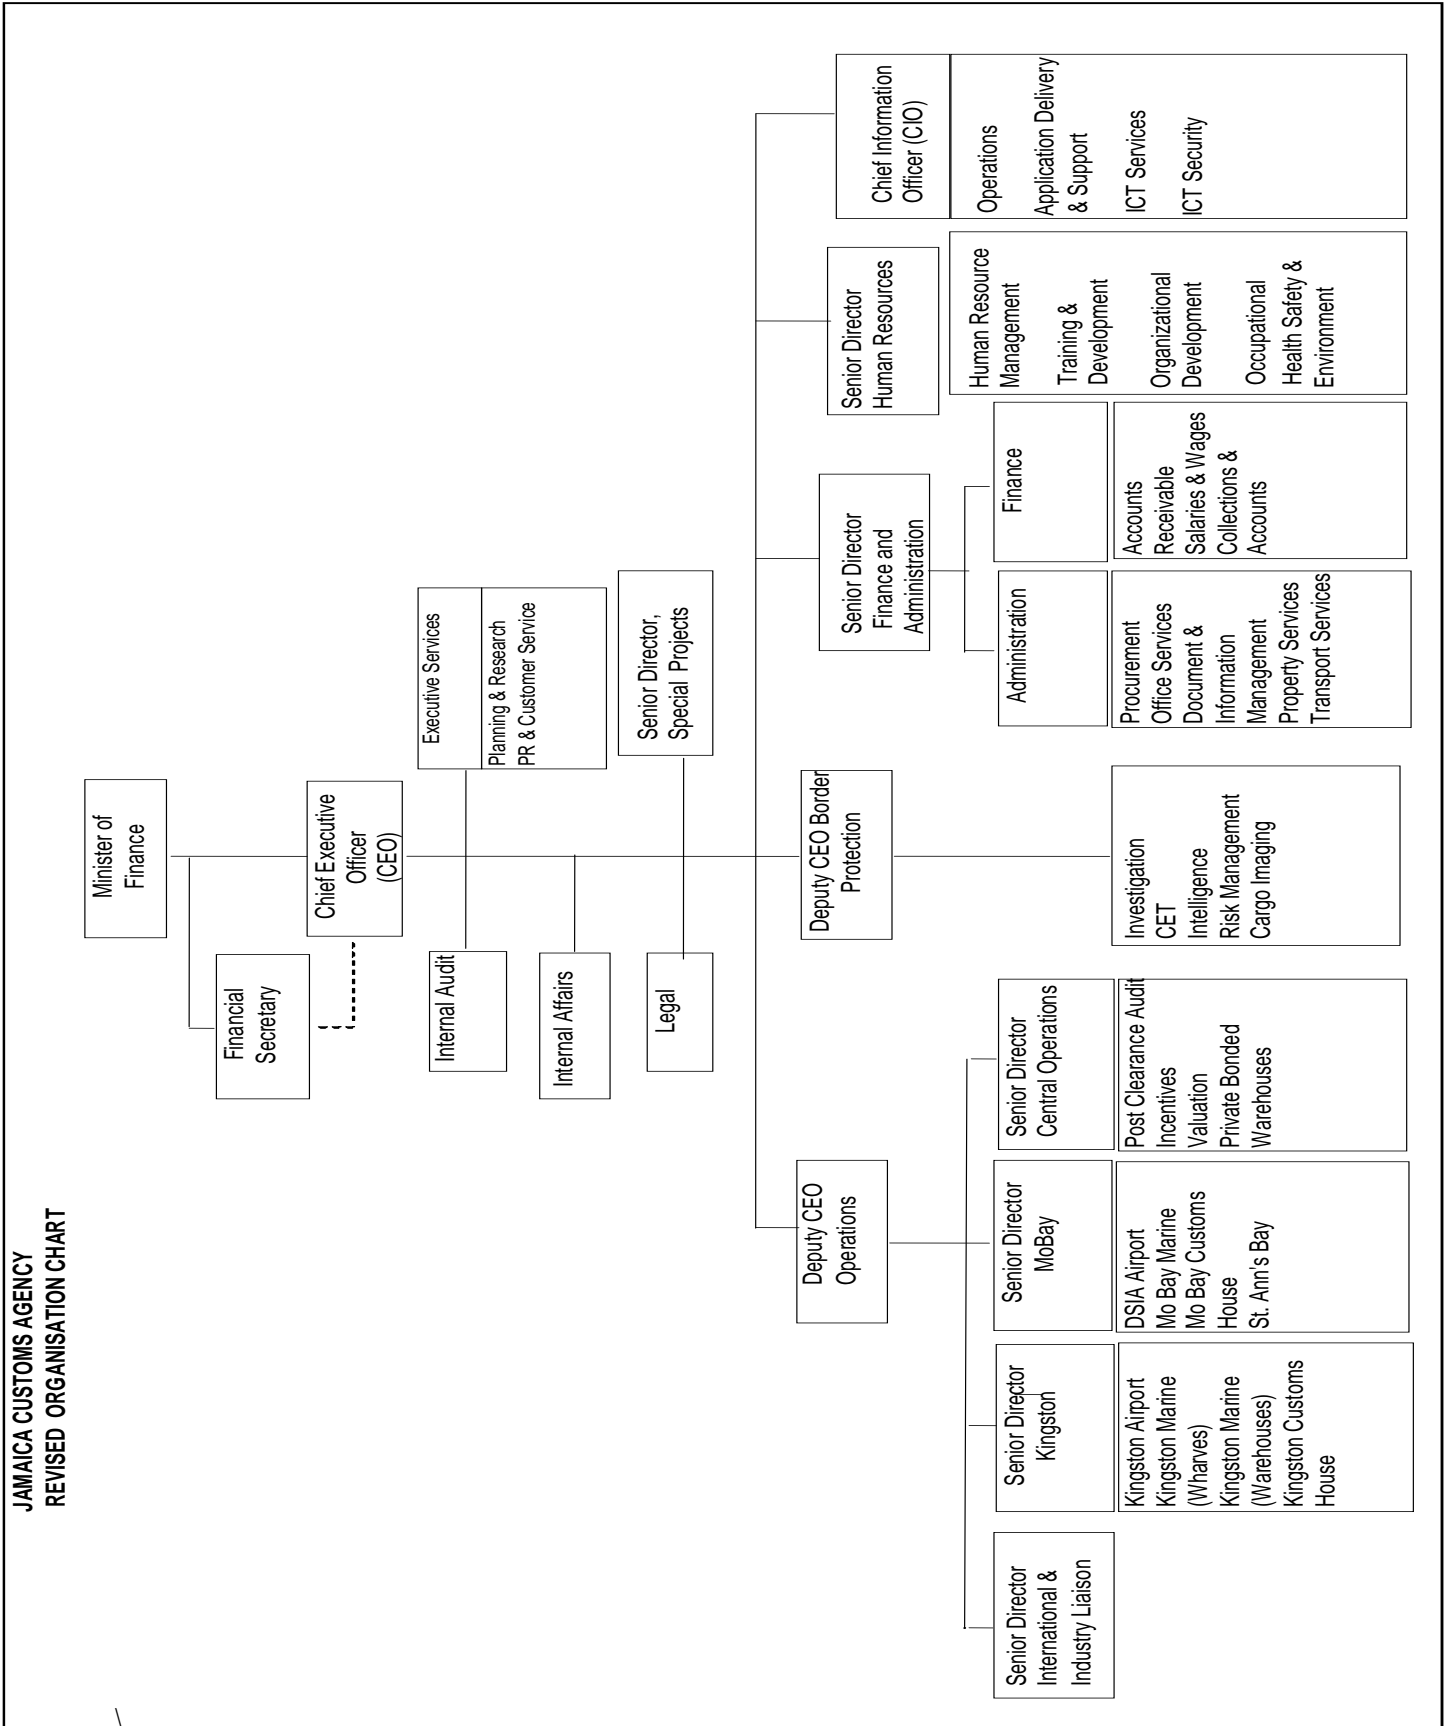 JAMAICA CUSTOMS AGENCY
REVISED ORGANISATION CHART
Minister of
Finance
Financial
Secretary
Chief Executive
Officer
(CEO)
Internal Audit
Executive Services
Planning & Research
PR & Customer Service
Internal Affairs
Legal
Senior Director,
Special Projects
Deputy CEO
Operations
Deputy CEO Border
Protection
Senior Director
Finance and
Administration
Senior Director
Human Resources
Chief Information
Officer (CIO)
Senior Director
International &
Industry Liaison
Senior Director
Kingston
Kingston Airport
Kingston Marine
(Wharves)
Kingston Marine
(Warehouses)
Kingston Customs
House
Senior Director
MoBay
DSIA Airport
Mo Bay Marine
Mo Bay Customs
House
St. Ann's Bay
Senior Director
Central Operations
Post Clearance Audit
Incentives
Valuation
Private Bonded
Warehouses
Investigation
CET
Intelligence
Risk Management
Cargo Imaging
Administration
Procurement
Office Services
Document &
Information
Management
Property Services
Transport Services
Finance
Accounts
Receivable
Salaries & Wages
Collections &
Accounts
Human Resource
Management
Training &
Development
Organizational
Development
Occupational
Health Safety &
Environment
Operations
Application Delivery
& Support
ICT Services
ICT Security